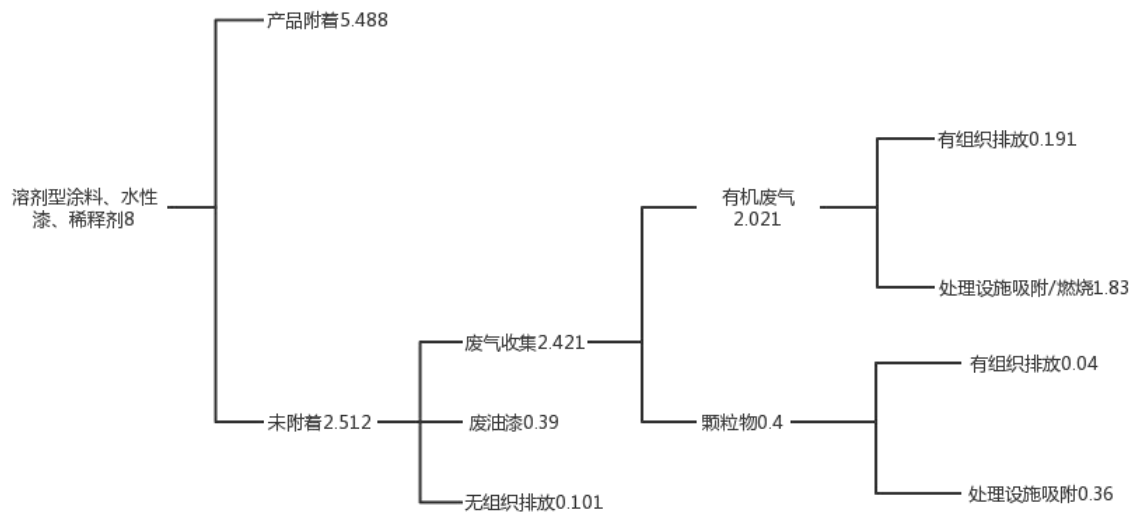 产品附着5.488
有组织排放0.191
溶剂型涂料、水性
漆、稀释剂8
有机废气
2.021
处理设施吸附/燃烧1.83
废气收集2.421
有组织排放0.04
未附着2.512
废油漆0.39
颗粒物0.4
无组织排放0.101
处理设施吸附0.36